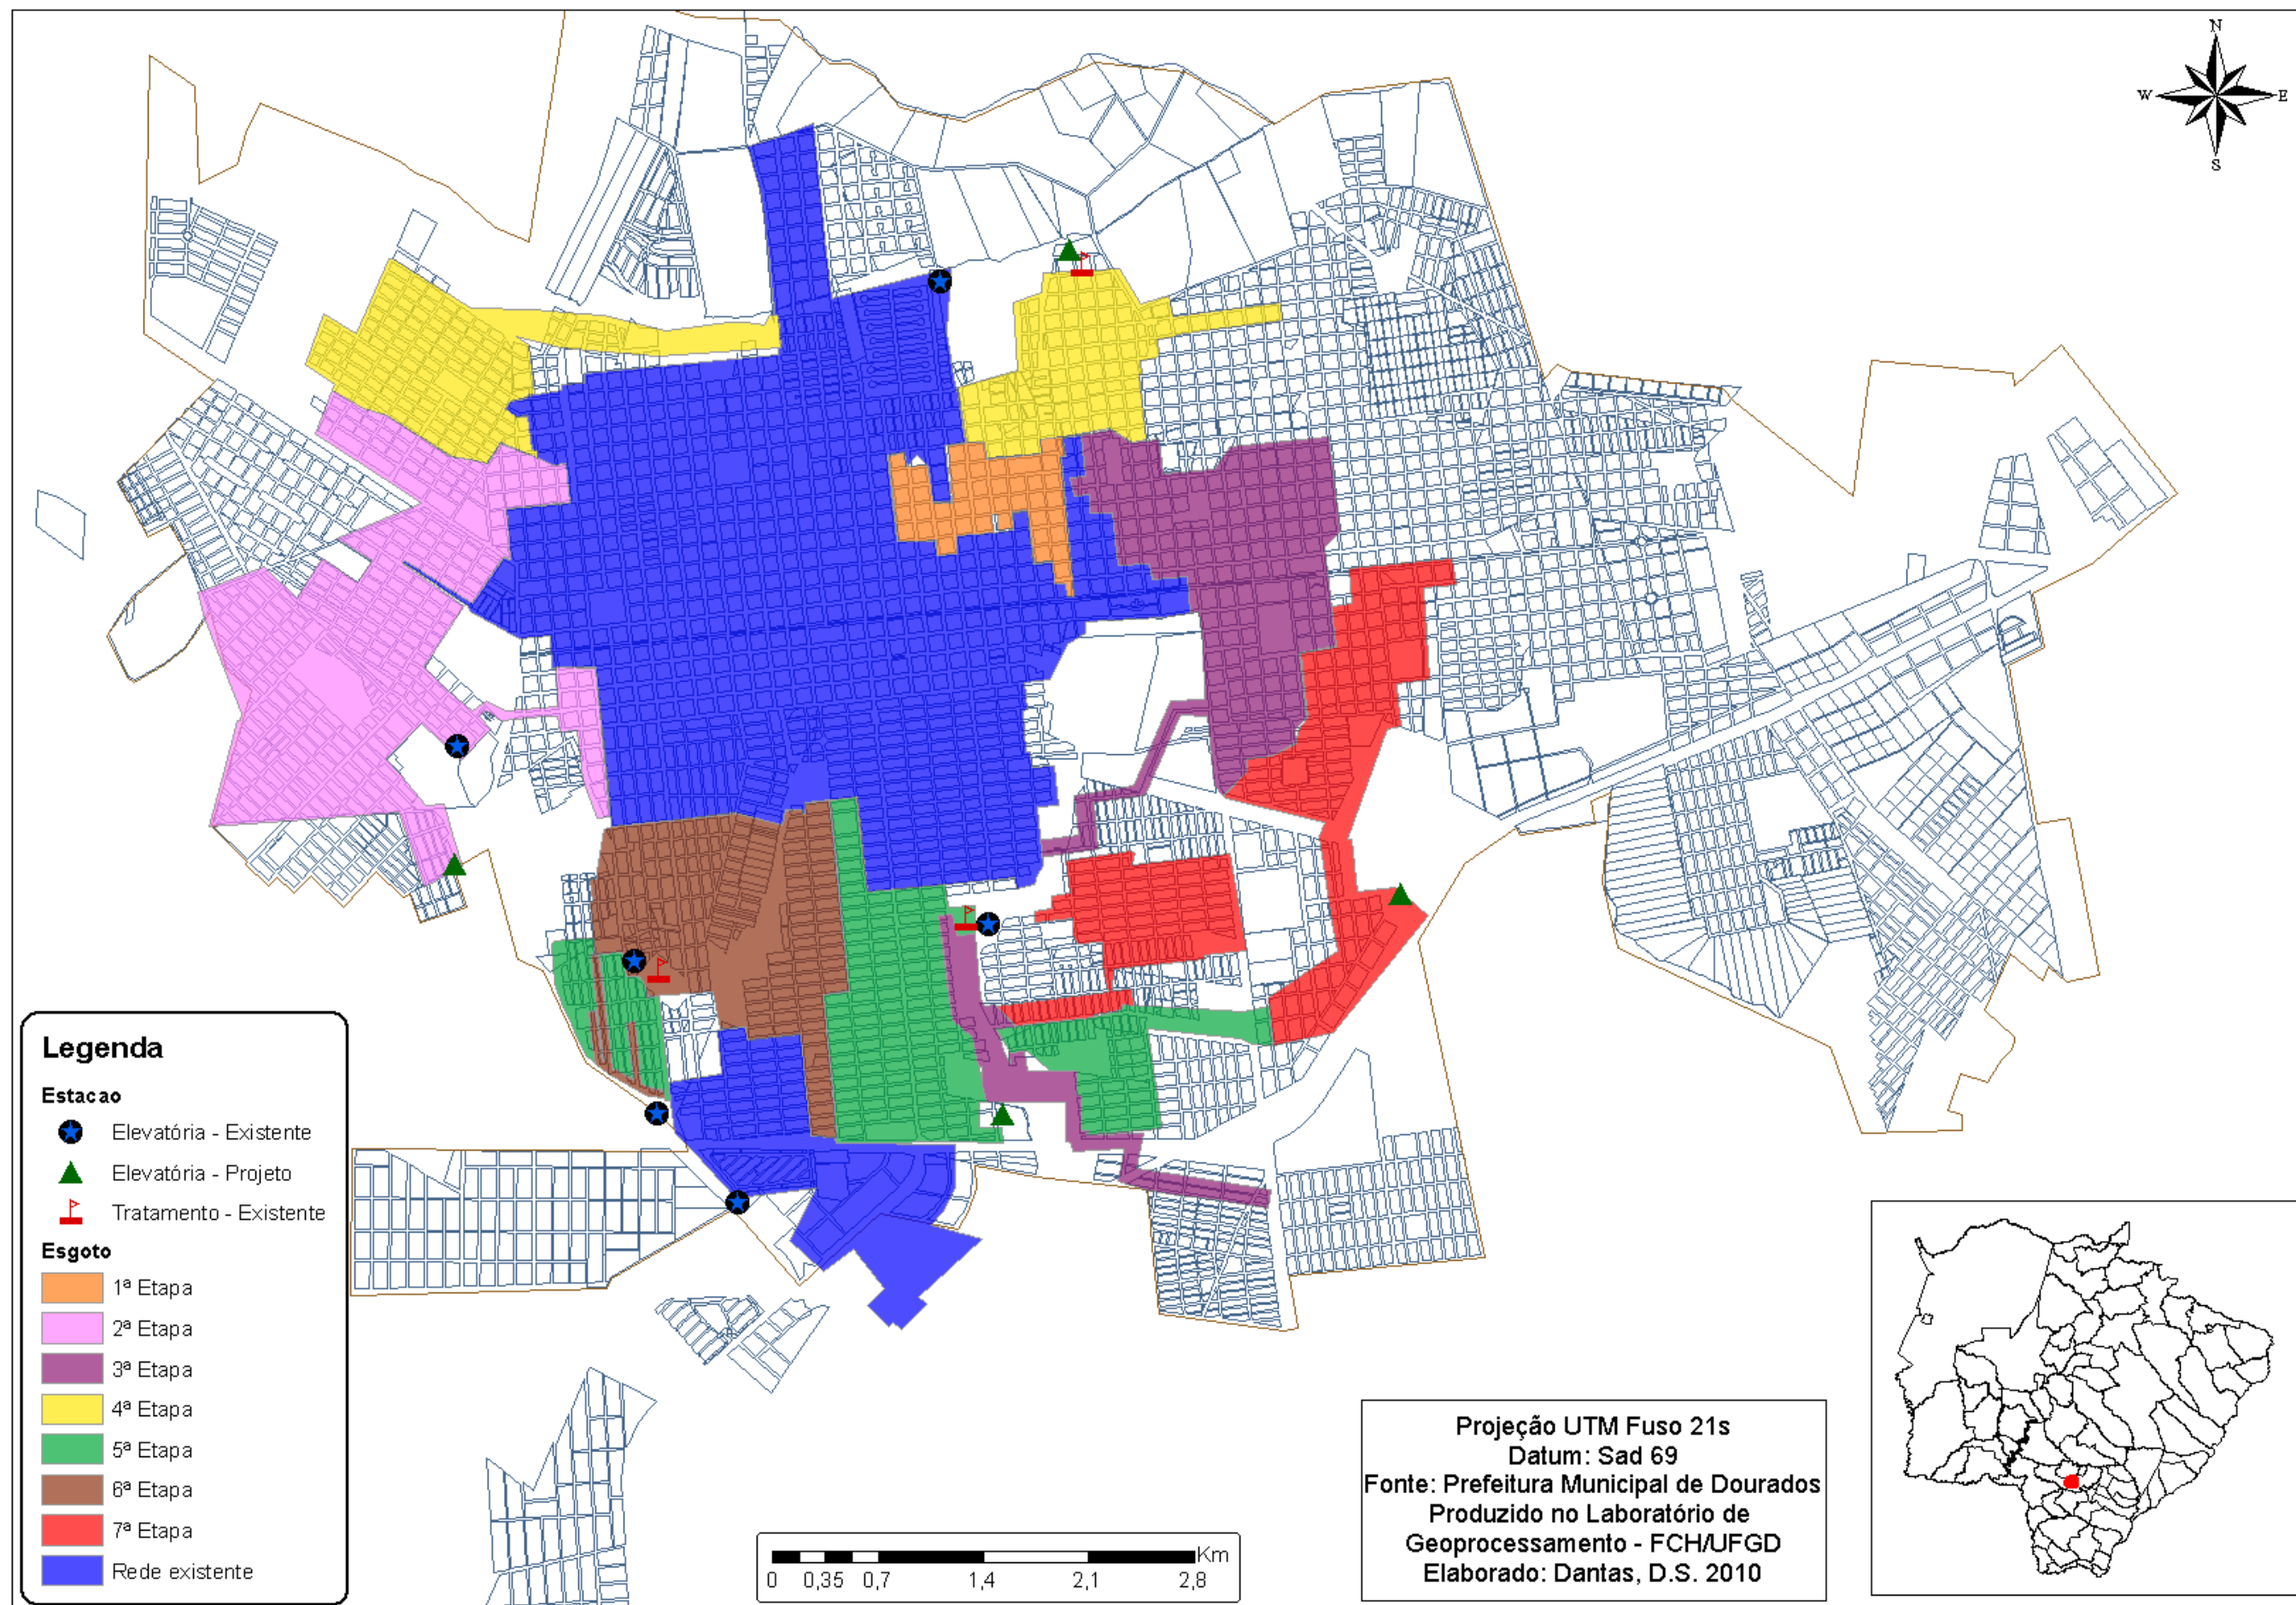 N
W
E
S
Legenda
Estacao
Elevatória - Existente
Elevatória - Projeto
Tratamento - Existente
Esgoto
1ª Etapa
2ª Etapa
3ª Etapa
4ª Etapa
5ª Etapa
6ª Etapa
7ª Etapa
Rede existente
Km
0 0,35 0,7 1,4 2,1 2,8
Projeção UTM Fuso 21s
Datum: Sad 69
Fonte: Prefeitura Municipal de Dourados
Produzido no Laboratório de
Geoprocessamento - FCH/UFGD
Elaborado: Dantas, D.S. 2010